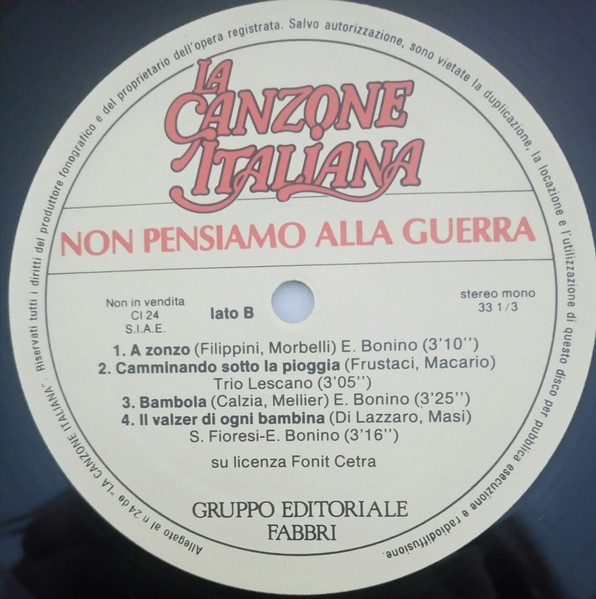 Riservati tutti i diritti del produttore fonografico e del proprietario dell'opera registrata. Salvo autorizzazione, sono vietate la duplicazione, la locazione e l'utilizzazione di questo disco per pubblica esecuzione e radiodiffusione.
LA
CANZONE
ITALIANA
NON PENSIAMO ALLA GUERRA
Non in vendita
CI 24
S.I.A.E.
lato B
stereo mono
33 1/3
1. A zonzo (Filippini, Morbelli) E. Bonino (3'10'')
2. Camminando sotto la pioggia (Frustaci, Macario)
Trio Lescano (3'05'')
3. Bambola (Calzia, Mellier) E. Bonino (3'25'')
4. Il valzer di ogni bambina (Di Lazzaro, Masi)
S. Fioresi-E. Bonino (3'16'')
su licenza Fonit Cetra
GRUPPO EDITORIALE
FABBRI
Allegato al n 24 de "LA CANZONE ITALIANA".